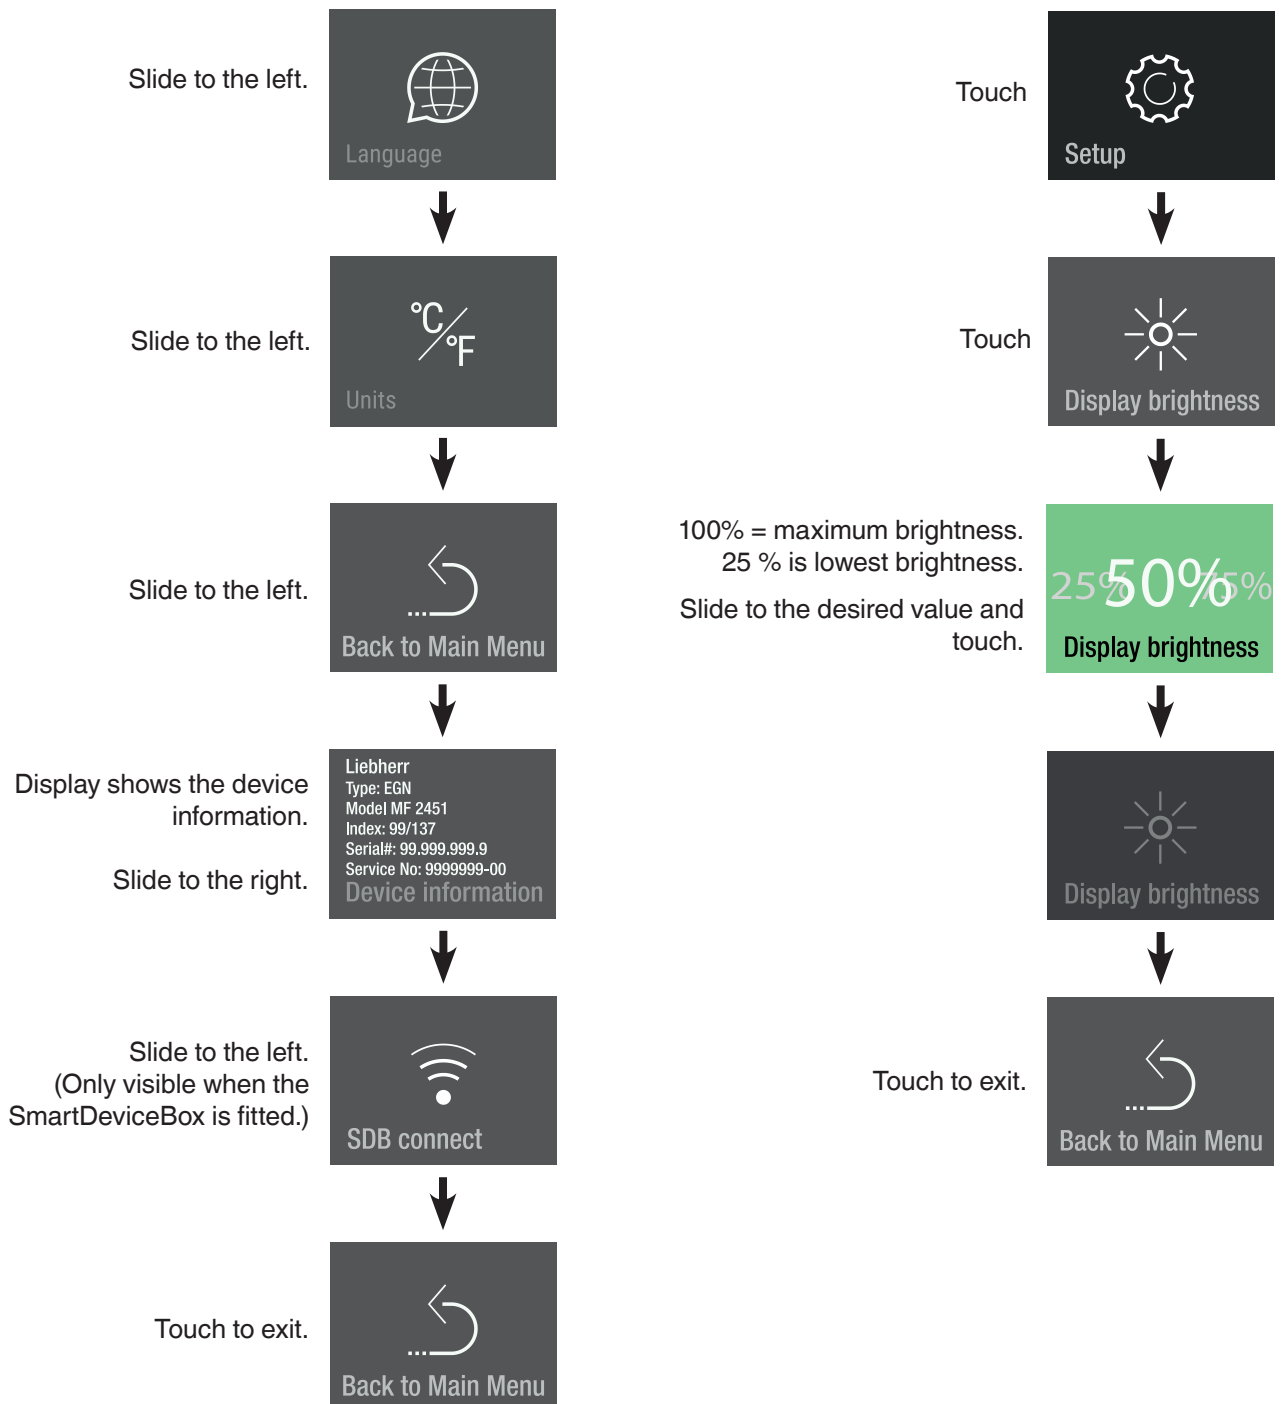 Slide to the left.
Language
Slide to the left.
°C/°F
Units
Slide to the left.
Back to Main Menu
Display shows the device
information.
Slide to the right.
Liebherr
Type: EGN
Model MF 2451
Index: 99/137
Serial#: 99.999.999.9
Service No: 9999999-00
Device information
Slide to the left.
(Only visible when the
SmartDeviceBox is fitted.)
SDB connect
Touch to exit.
Back to Main Menu
Touch
Setup
Touch
Display brightness
100% = maximum brightness.
25 % is lowest brightness.
Slide to the desired value and
touch.
25% 50% 75%
Display brightness
Display brightness
Touch to exit.
Back to Main Menu